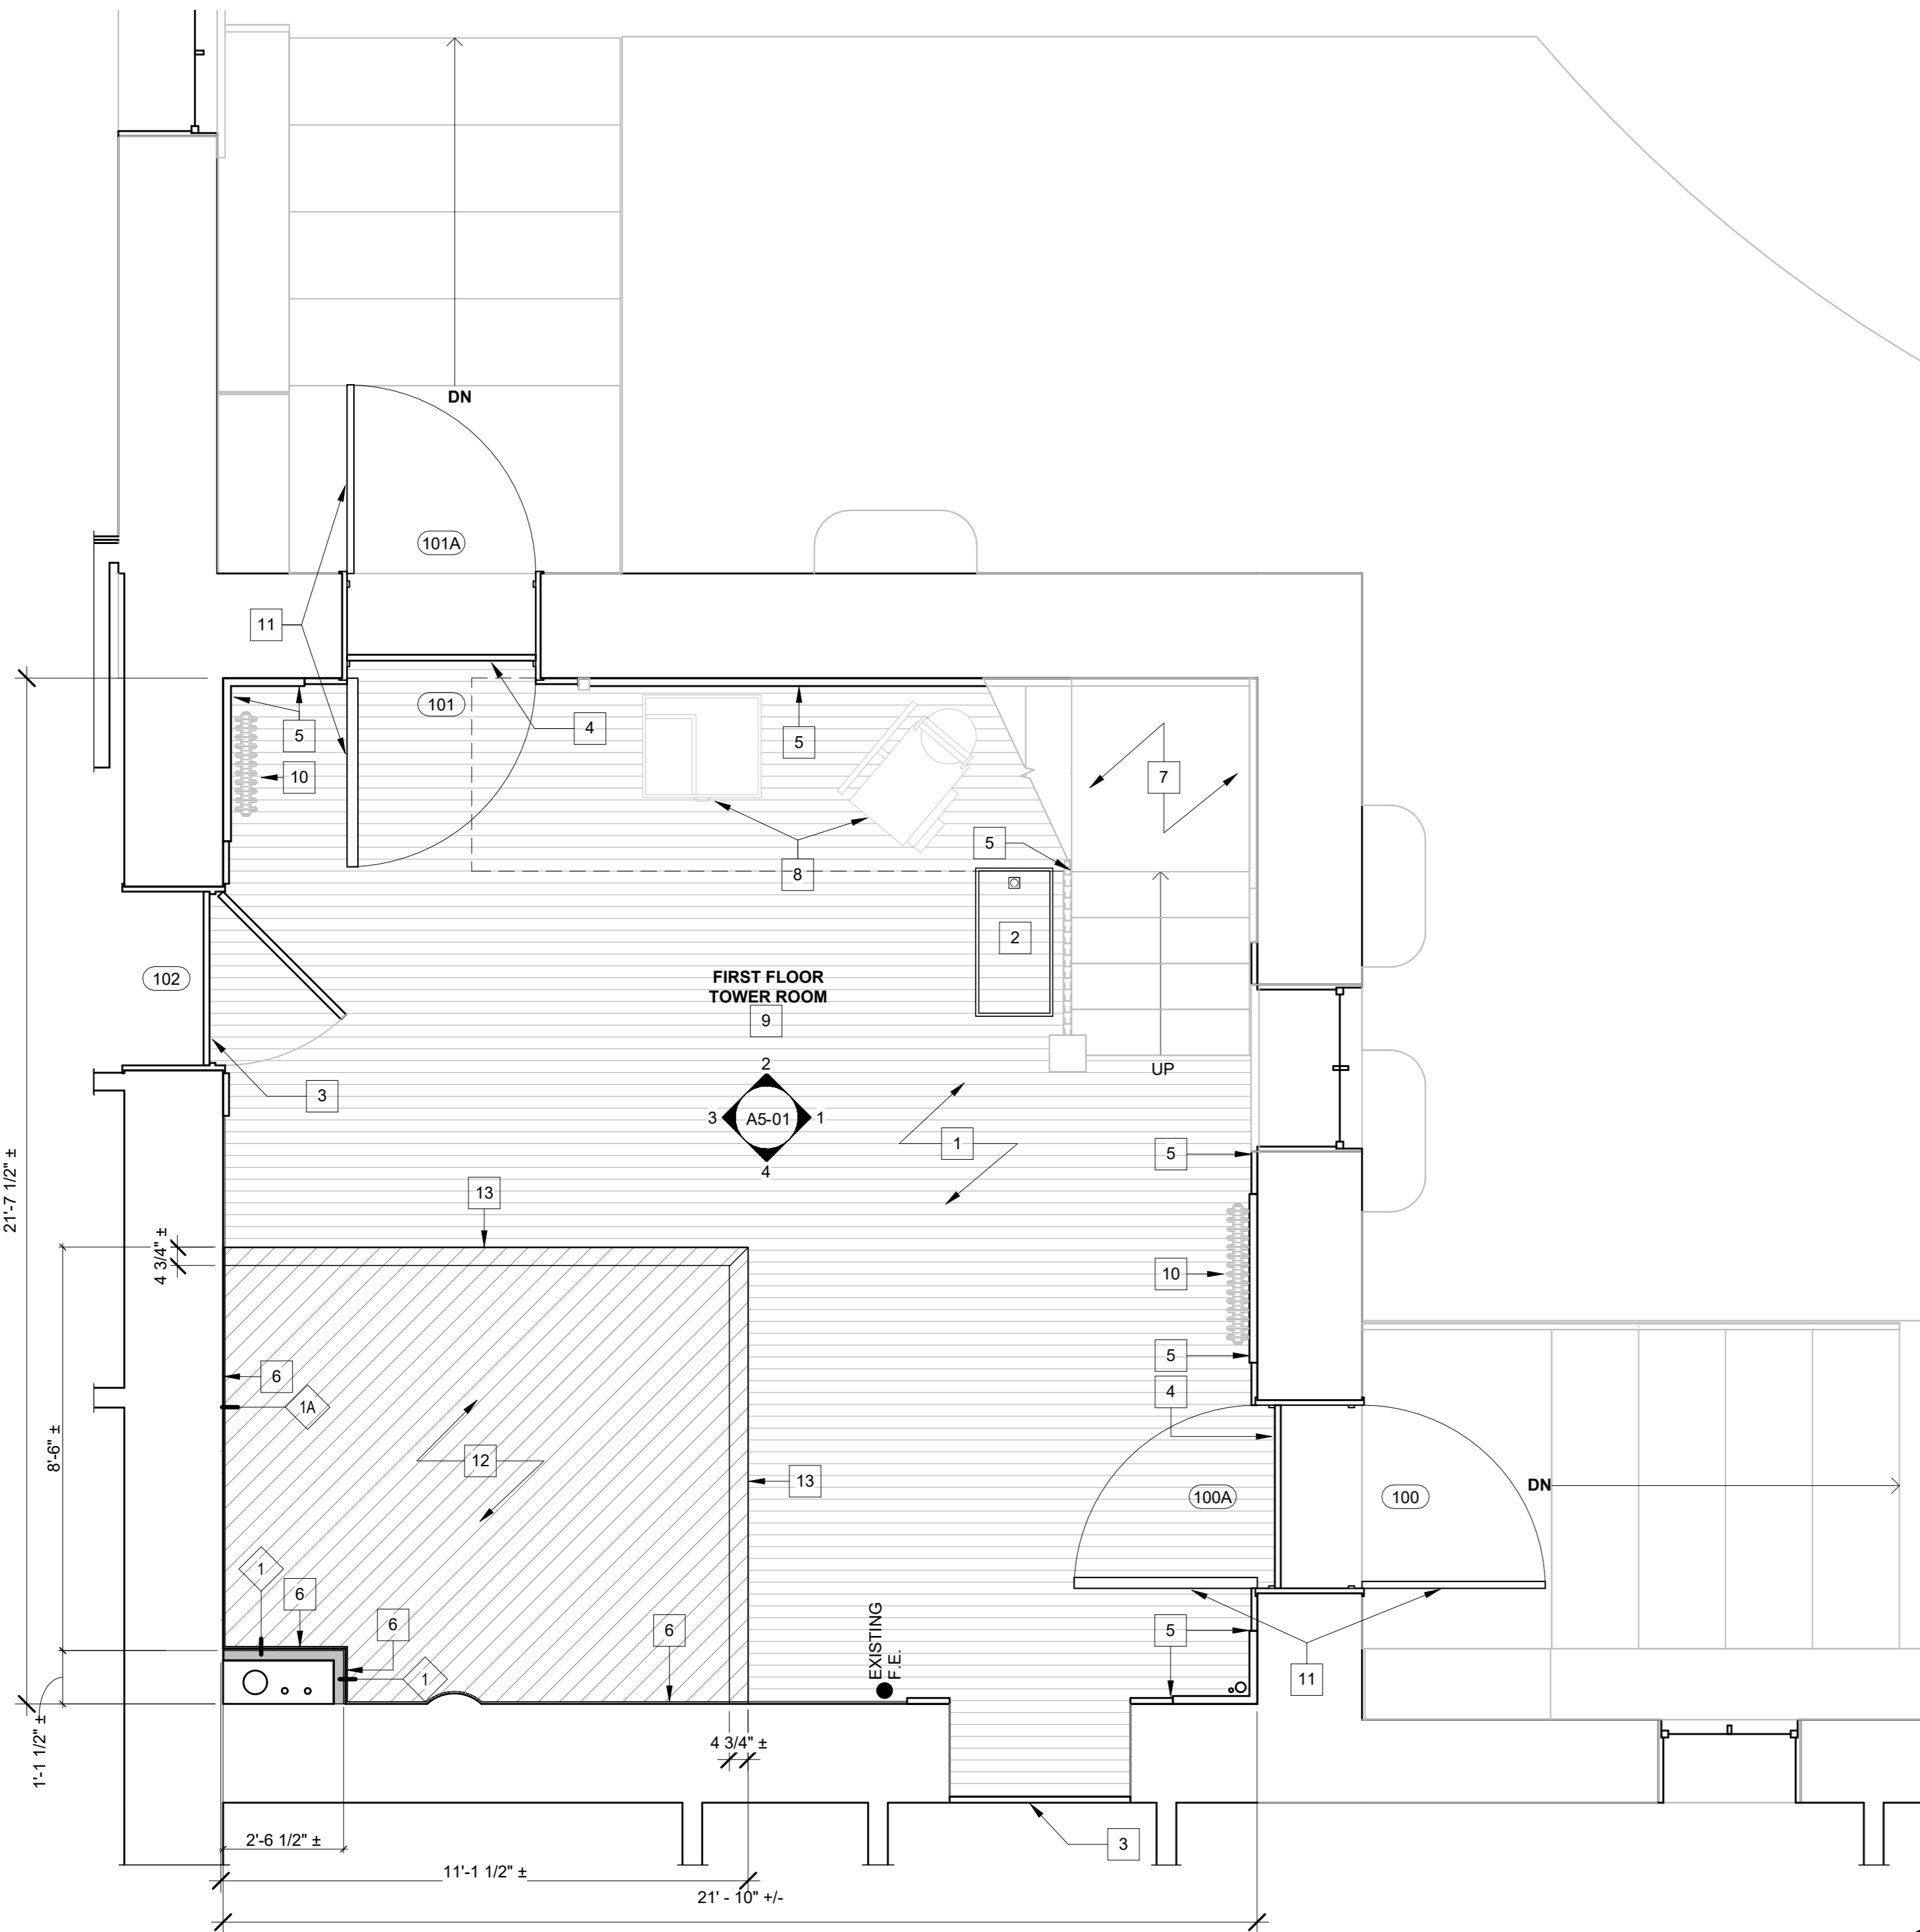 DN
101A
11
101
4
5
5
10
7
5
8
2
102
FIRST FLOOR
TOWER ROOM
9
3
2
3
A5-01
1
4
UP
1
5
13
21'-7 1/2" ±
4 3/4" ±
10
5
6
4
1A
8'-6" ±
12
13
100A
100
DN
1
6
6
6
EXISTING
F.E.
5
1
11
1'-1 1/2" ±
4 3/4" ±
2'-6 1/2" ±
3
11'-1 1/2" ±
21' - 10" +/-